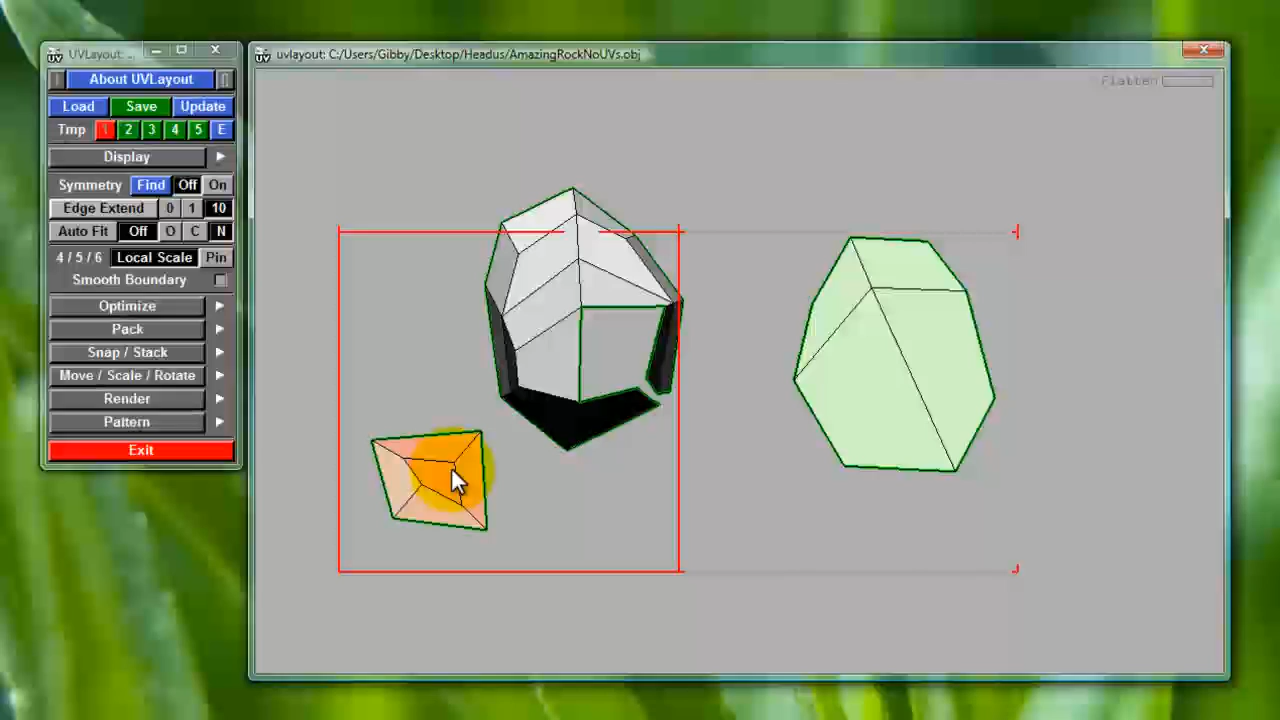 UVLayout: ...
uvlayout: C:/Users/Gibby/Desktop/Headus/AmazingRockNoUVs.obj
About UVLayout
Flatten
Load Save Update
Tmp 1 2 3 4 5 E
Display
Symmetry Find Off On
Edge Extend 0 1 10
Auto Fit Off O C N
4 / 5 / 6 Local Scale Pin
Smooth Boundary
Optimize
Pack
Snap / Stack
Move / Scale / Rotate
Render
Pattern
Exit